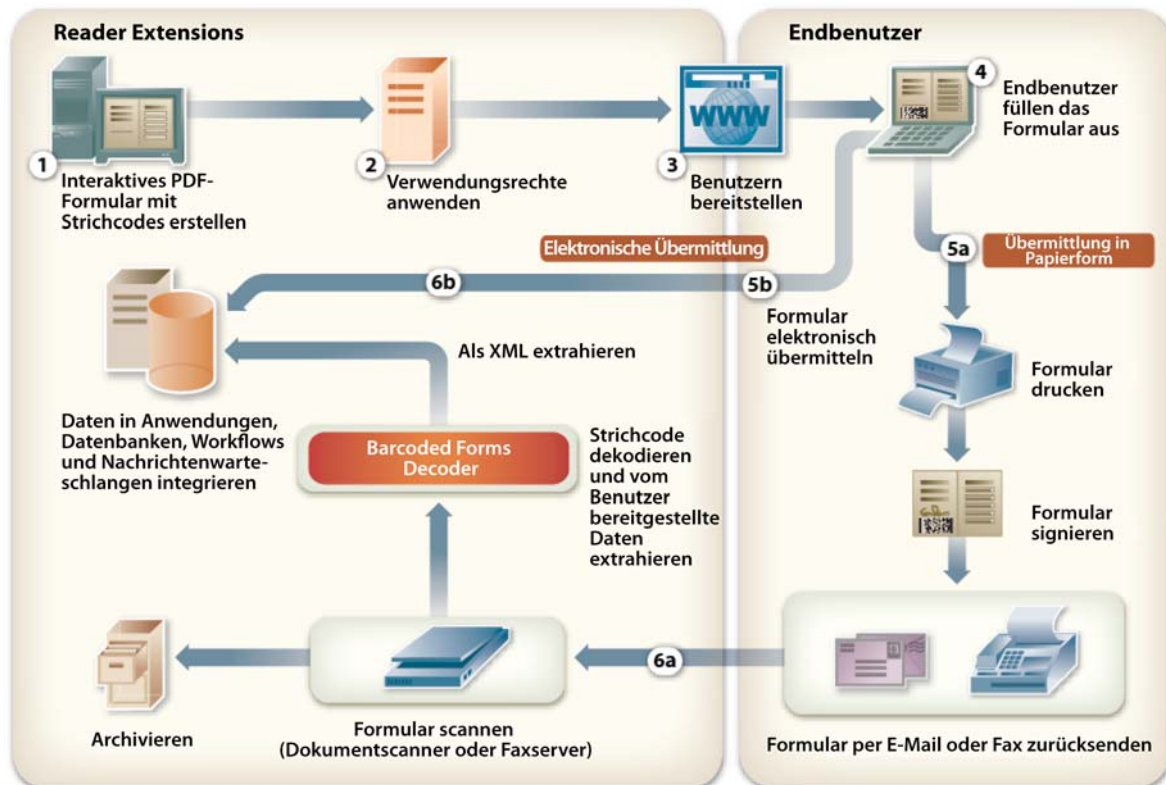 Reader Extensions
Endbenutzer
1
Interaktives PDF-
Formular mit
Strichcodes erstellen
2
Verwendungsrechte
anwenden
WWW
3
Benutzern
bereitstellen
4
Endbenutzer
füllen das
Formular aus
Elektronische Übermittlung
5a
Übermittlung in
Papierform
6b
5b
Formular
elektronisch
übermitteln
Als XML extrahieren
Formular
drucken
Daten in Anwendungen,
Datenbanken, Workflows
und Nachrichtenwarte-
schlangen integrieren
Barcoded Forms
Decoder
Strichcode
dekodieren
und vom
Benutzer
bereitgestellte
Daten
extrahieren
Formular
signieren
6a
Archivieren
Formular scannen
(Dokumentscanner oder Faxserver)
Formular per E-Mail oder Fax zurücksenden